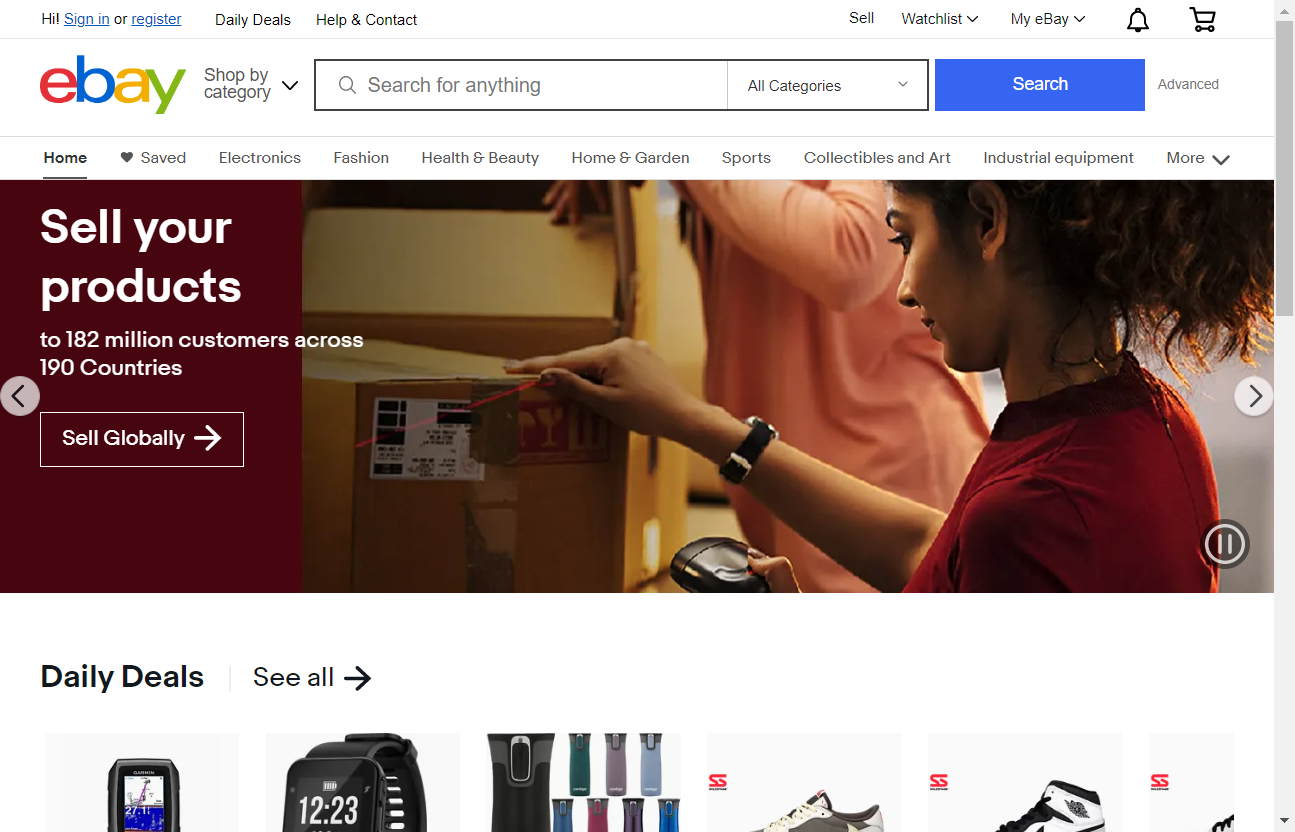 Hi! Sign in or register
Daily Deals
Help & Contact
Sell
Watchlist
My eBay
ebay
Shop by
category
Search for anything
All Categories
Search
Advanced
Home
Saved
Electronics
Fashion
Health & Beauty
Home & Garden
Sports
Collectibles and Art
Industrial equipment
More
Sell your
products
to 182 million customers across
190 Countries
Sell Globally
Daily Deals
See all
GARMIN
12:23
SS
SS
SS